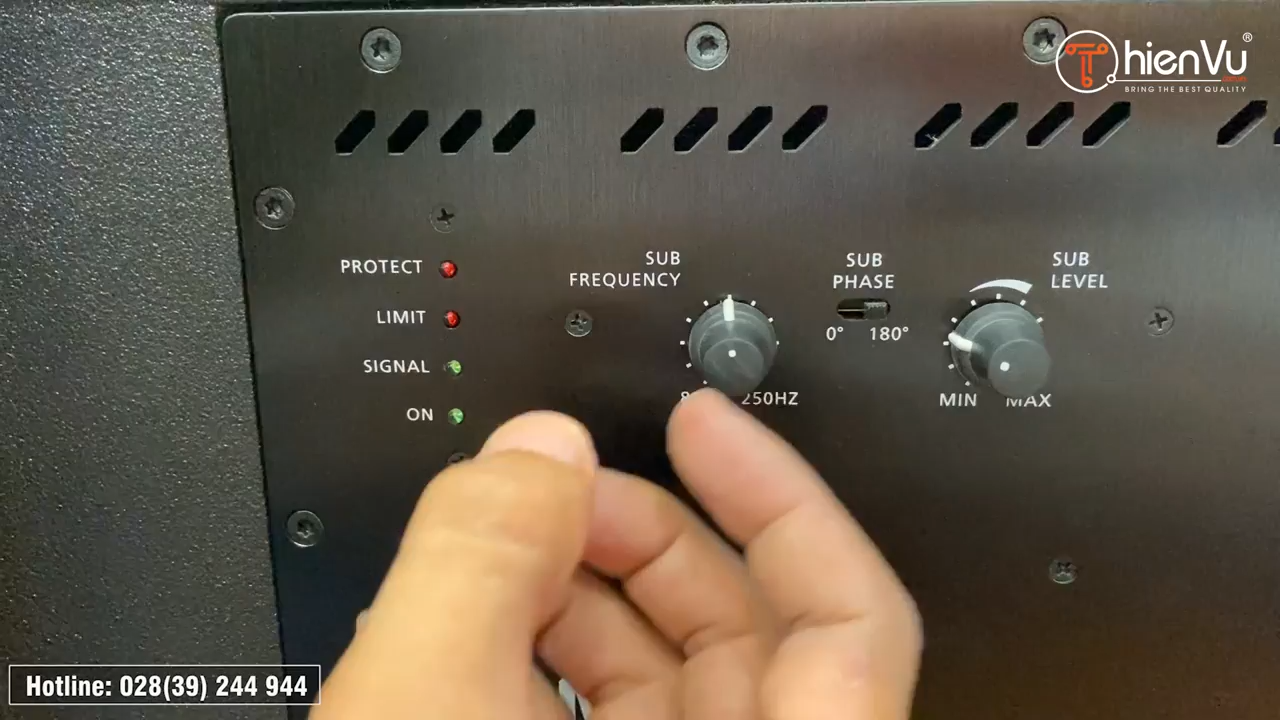 hienVu®
BRING THE BEST QUALITY
PROTECT
LIMIT
SIGNAL
ON
SUB
FREQUENCY
250HZ
SUB
PHASE
0° 180°
SUB
LEVEL
MIN MAX
Hotline: 028(39) 244 944